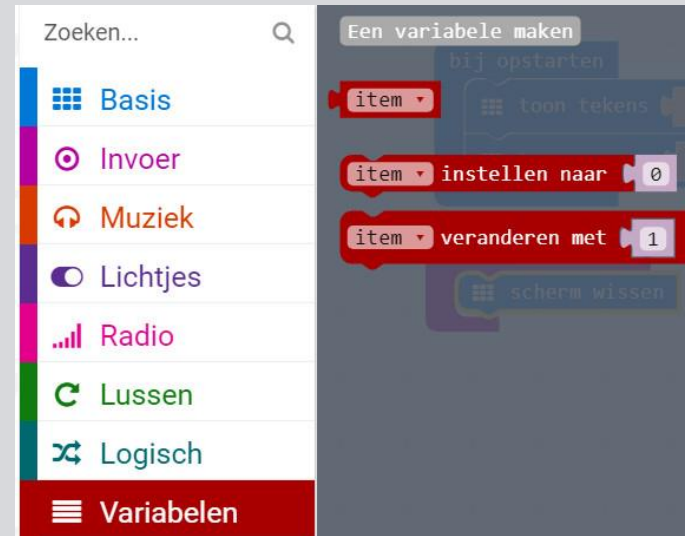 Zoeken...
Basis
Invoer
Muziek
Lichtjes
Radio
Lussen
Logisch
Variabelen
Een variabele maken
bij opstarten
item
toon tekens
item instellen naar 0
item veranderen met 1
scherm wissen